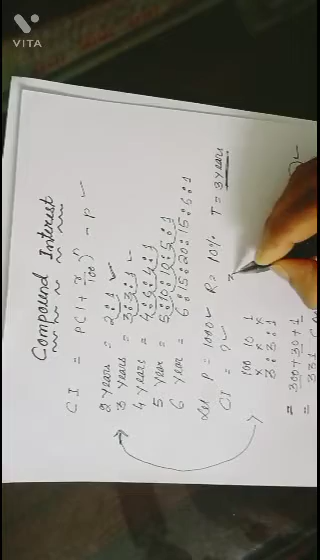 VITA
Compound Interest
CI = P(1 + r/100)ⁿ - P ✓
2 years = 2:1 ✓
3 years = 3:3:1 ✓
4 years = 4:6:4:1
5 year = 5:10:12:5:1
6 year = 6:15:20:15:6:1
Let P = 1000 ✓ R = 10% T = 3 years
CI = ? ✓
100 10 1
× × ×
3:3:1
= 300+30+1
= 331